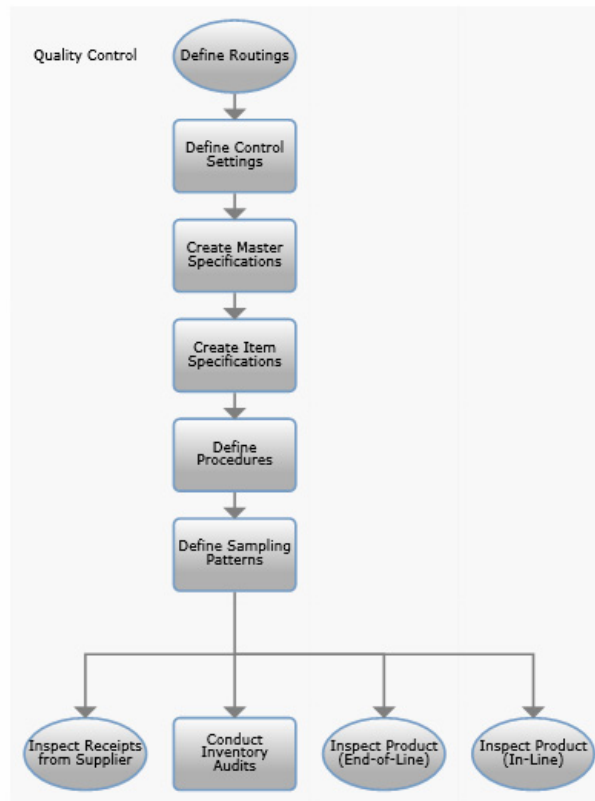 Quality Control
Define Routings
Define Control
Settings
Create Master
Specifications
Create Item
Specifications
Define
Procedures
Define Sampling
Patterns
Inspect Receipts
from Supplier
Conduct
Inventory
Audits
Inspect Product
(End-of-Line)
Inspect Product
(In-Line)